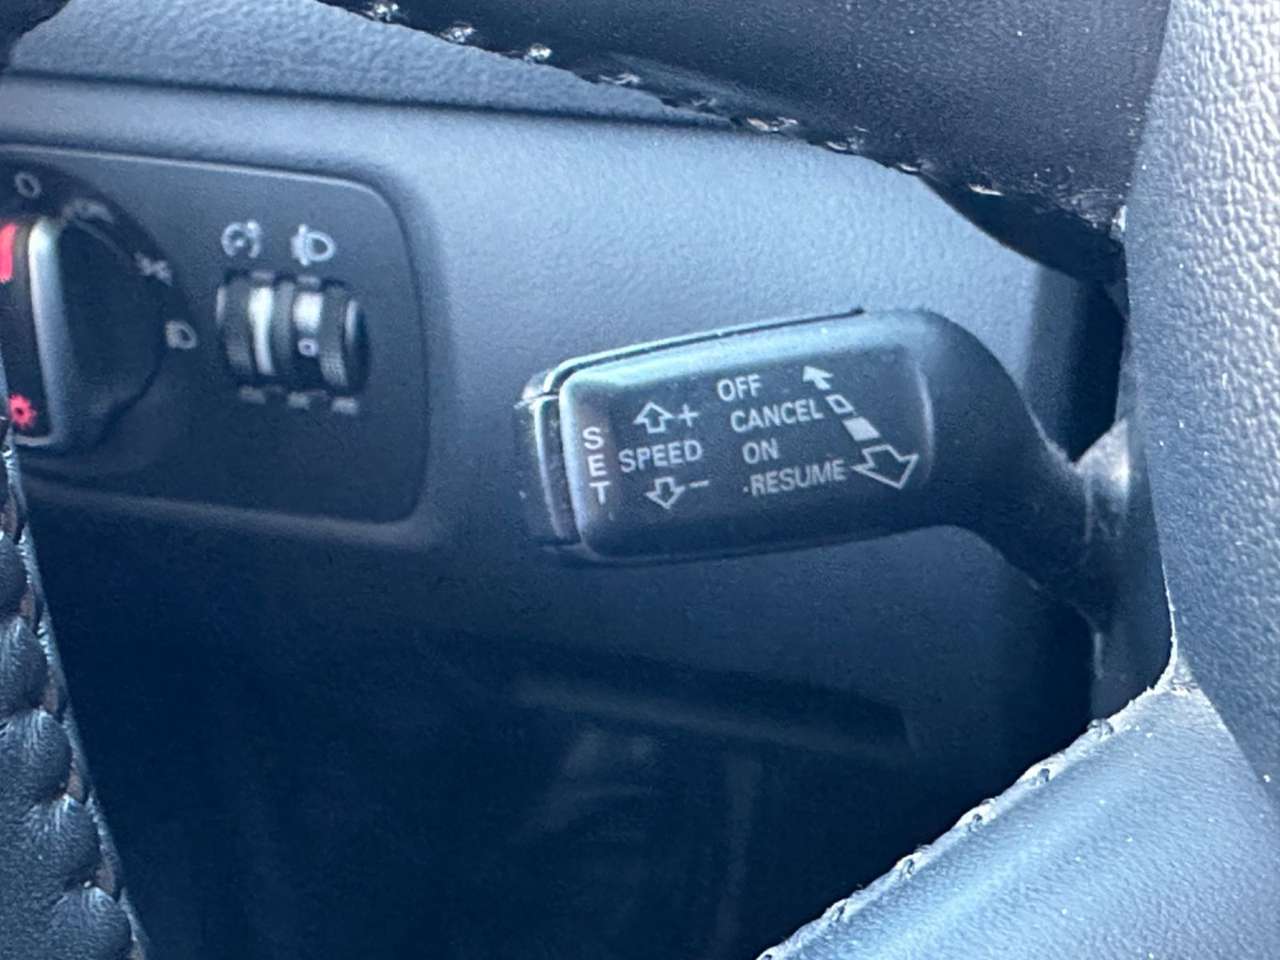 OFF
+ CANCEL
SET SPEED ON
− ·RESUME